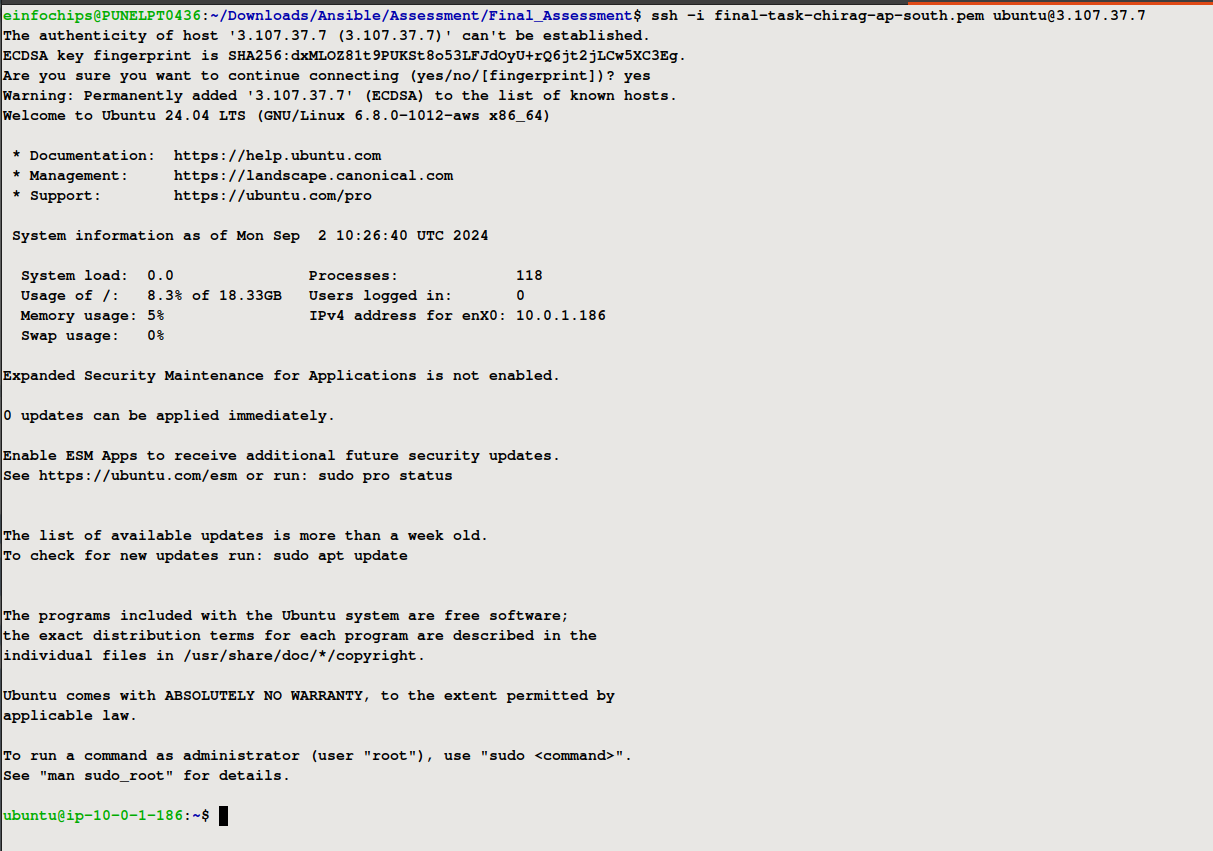 einfochips@PUNELPT0436:~/Downloads/Ansible/Assessment/Final_Assessment$ ssh -i final-task-chirag-ap-south.pem ubuntu@3.107.37.7
The authenticity of host '3.107.37.7 (3.107.37.7)' can't be established.
ECDSA key fingerprint is SHA256:dxMLOZ81t9PUKSt8o53LFJdOyU+rQ6jt2jLCw5XC3Eg.
Are you sure you want to continue connecting (yes/no/[fingerprint])? yes
Warning: Permanently added '3.107.37.7' (ECDSA) to the list of known hosts.
Welcome to Ubuntu 24.04 LTS (GNU/Linux 6.8.0-1012-aws x86_64)
* Documentation:  https://help.ubuntu.com
* Management:     https://landscape.canonical.com
* Support:        https://ubuntu.com/pro
System information as of Mon Sep  2 10:26:40 UTC 2024
System load:  0.0               Processes:             118
Usage of /:   8.3% of 18.33GB   Users logged in:       0
Memory usage: 5%                IPv4 address for enX0: 10.0.1.186
Swap usage:   0%
Expanded Security Maintenance for Applications is not enabled.
0 updates can be applied immediately.
Enable ESM Apps to receive additional future security updates.
See https://ubuntu.com/esm or run: sudo pro status
The list of available updates is more than a week old.
To check for new updates run: sudo apt update
The programs included with the Ubuntu system are free software;
the exact distribution terms for each program are described in the
individual files in /usr/share/doc/*/copyright.
Ubuntu comes with ABSOLUTELY NO WARRANTY, to the extent permitted by
applicable law.
To run a command as administrator (user "root"), use "sudo <command>".
See "man sudo_root" for details.
ubuntu@ip-10-0-1-186:~$